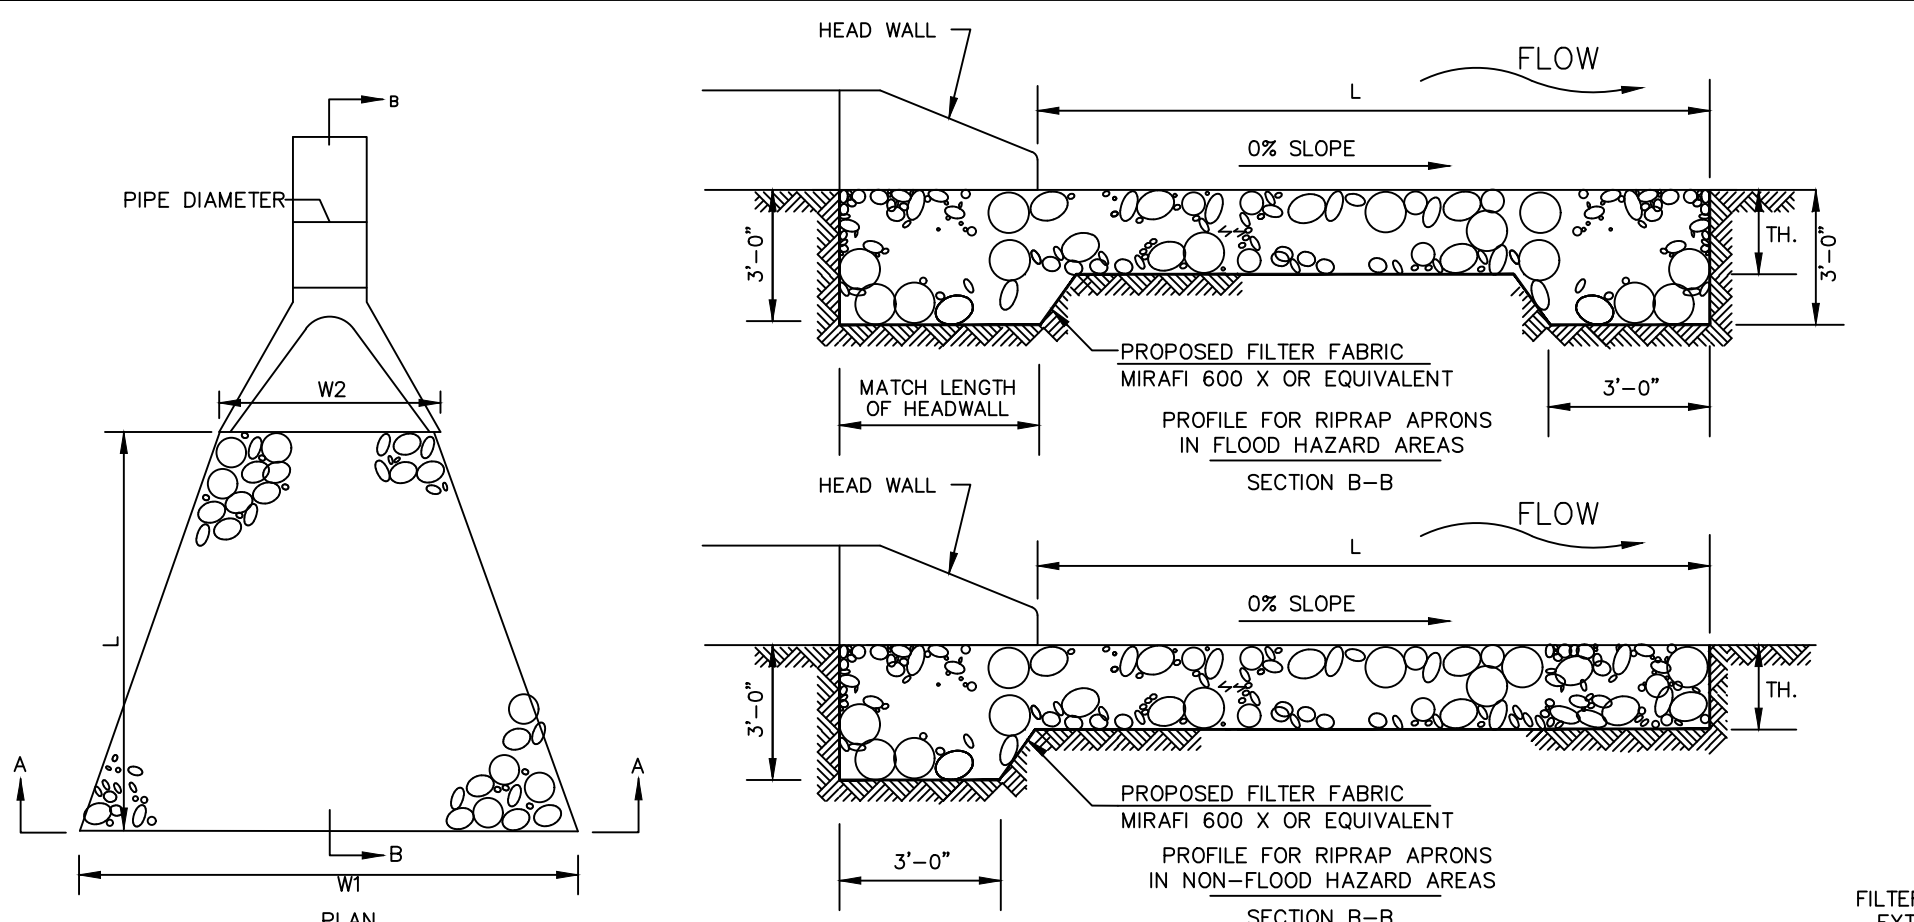 B
PIPE DIAMETER
W2
L
A
A
B
W1
PLAN
HEAD WALL
FLOW
L
0% SLOPE
3'-0"
TH.
3'-0"
PROPOSED FILTER FABRIC
MIRAFI 600 X OR EQUIVALENT
MATCH LENGTH
OF HEADWALL
3'-0"
PROFILE FOR RIPRAP APRONS
IN FLOOD HAZARD AREAS
SECTION B-B
HEAD WALL
FLOW
L
0% SLOPE
3'-0"
TH.
PROPOSED FILTER FABRIC
MIRAFI 600 X OR EQUIVALENT
3'-0"
PROFILE FOR RIPRAP APRONS
IN NON-FLOOD HAZARD AREAS
SECTION B-B
FILTER
EXT